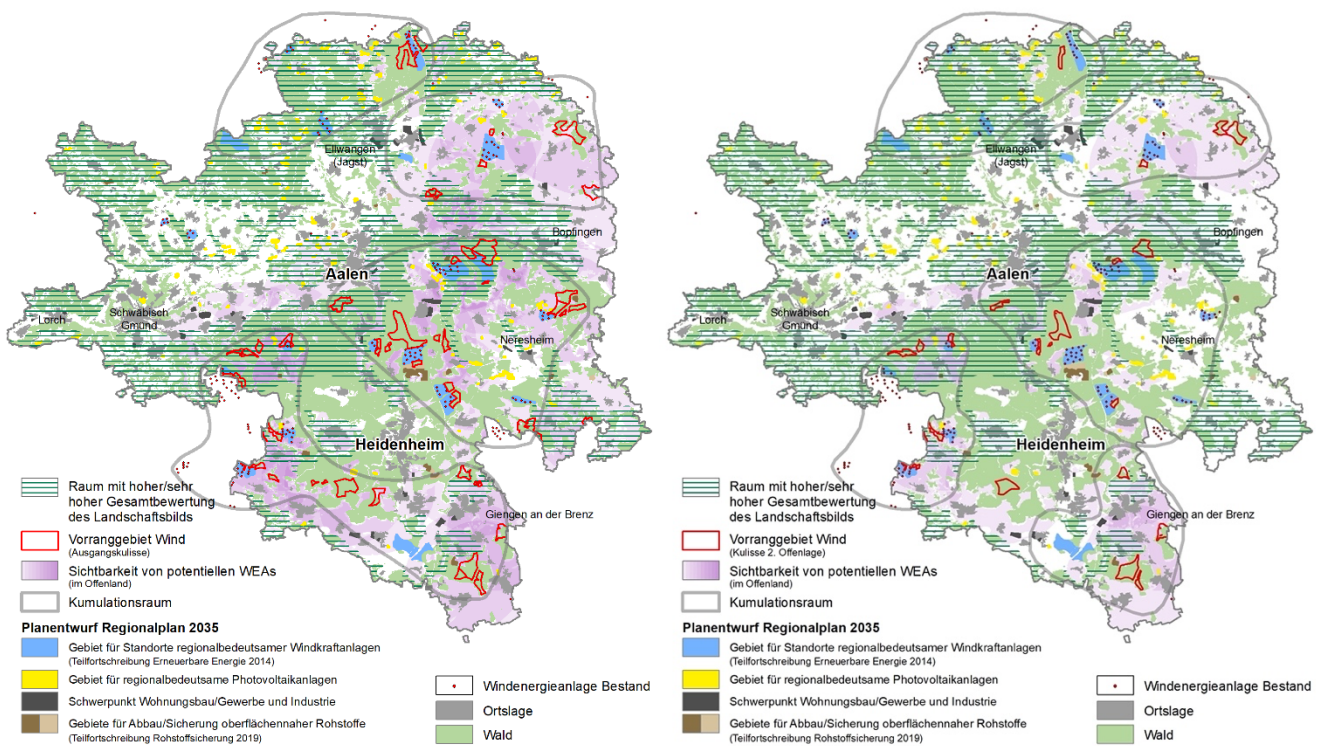 Ellwangen
(Jagst)
Bopfingen
Aalen
Schwäbisch
Gmünd
Lorch
Neresheim
Heidenheim
Giengen an der Brenz
Raum mit hoher/sehr
hoher Gesamtbewertung
des Landschaftsbilds
Vorranggebiet Wind
(Ausgangskulisse)
Sichtbarkeit von potentiellen WEAs
(im Offenland)
Kumulationsraum
Planentwurf Regionalplan 2035
Gebiet für Standorte regionalbedeutsamer Windkraftanlagen
(Teilfortschreibung Erneuerbare Energie 2014)
Gebiet für regionalbedeutsame Photovoltaikanlagen
Schwerpunkt Wohnungsbau/Gewerbe und Industrie
Gebiete für Abbau/Sicherung oberflächennaher Rohstoffe
(Teilfortschreibung Rohstoffsicherung 2019)
Windenergieanlage Bestand
Ortslage
Wald
Ellwangen
(Jagst)
Bopfingen
Aalen
Schwäbisch
Gmünd
Lorch
Neresheim
Heidenheim
Giengen an der Brenz
Raum mit hoher/sehr
hoher Gesamtbewertung
des Landschaftsbilds
Vorranggebiet Wind
(Kulisse 2. Offenlage)
Sichtbarkeit von potentiellen WEAs
(im Offenland)
Kumulationsraum
Planentwurf Regionalplan 2035
Gebiet für Standorte regionalbedeutsamer Windkraftanlagen
(Teilfortschreibung Erneuerbare Energie 2014)
Gebiet für regionalbedeutsame Photovoltaikanlagen
Schwerpunkt Wohnungsbau/Gewerbe und Industrie
Gebiete für Abbau/Sicherung oberflächennaher Rohstoffe
(Teilfortschreibung Rohstoffsicherung 2019)
Windenergieanlage Bestand
Ortslage
Wald